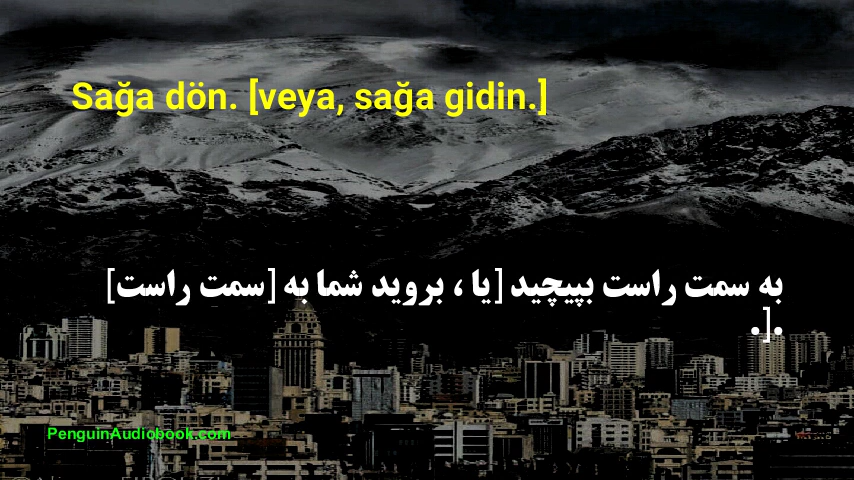 Sağa dön. [veya, sağa gidin.]
به سمت راست بپیچید [یا ، بروید شما به [سمت راست]
.[.
PenguinAudiobook.com